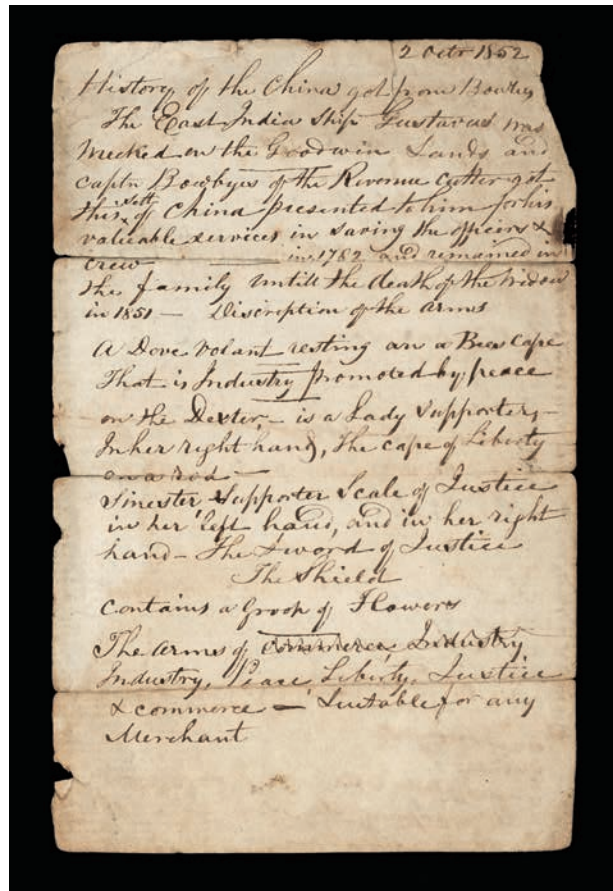 2 Octr 1852
History of the China got from Bowbyes
The East India Ship Gustavus was
wrecked on the Goodwin Sands and
captn Bowbyes of the Revenue cutter got
this sett of China presented to him for his
valuable services in saving the officers &
crew — in 1782 and remained in
the family untill the death of the widow
in 1851 — Discription of the arms
A Dove volant resting on a Bees cape
That is Industry promoted by peace
on the Dexter, — is a Lady Supporter, —
In her right hand, The cape of Liberty
on a rod —
Sinester Supporter Scale of Justice
in her left hand, and in her right
hand — The Sword of Justice
The Shield
contains a Groop of Flowers
The arms of commerce, Industry
Industry, Peace, Liberty, Justice
& commerce — Suitable for any
Merchant